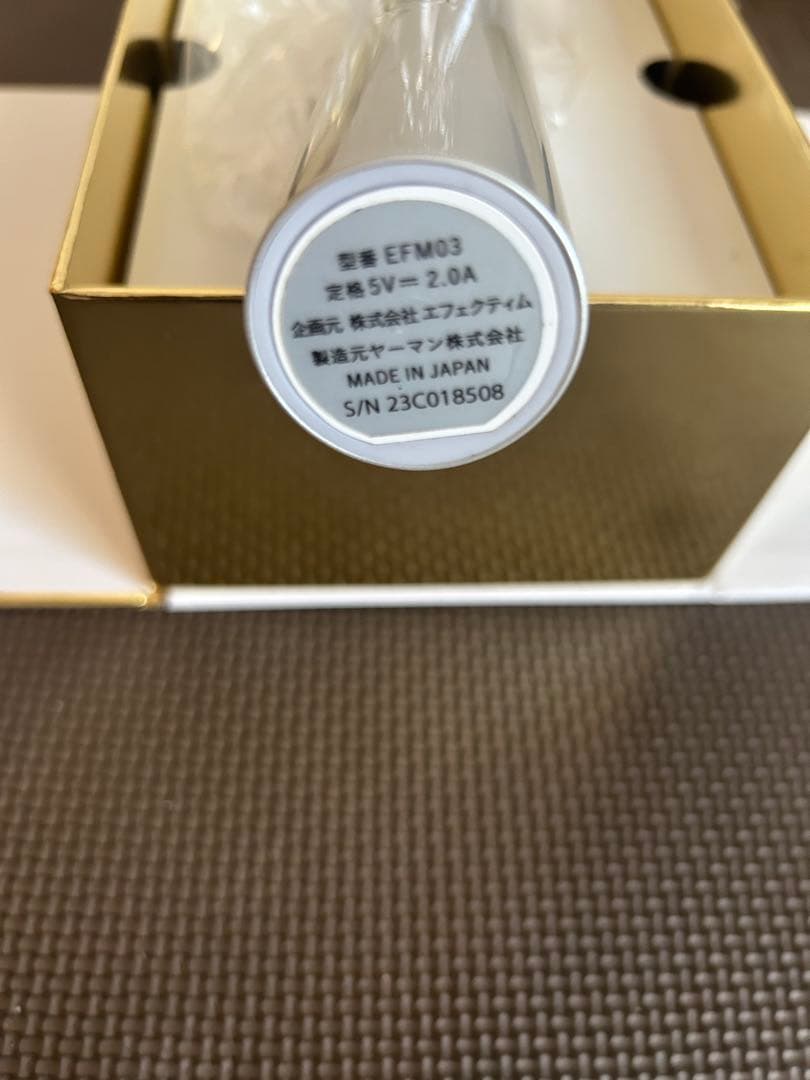 型番 EFM03
定格 5V⎓ 2.0A
企画元 株式会社 エフェクティム
製造元ヤーマン株式会社
MADE IN JAPAN
S/N 23C018508